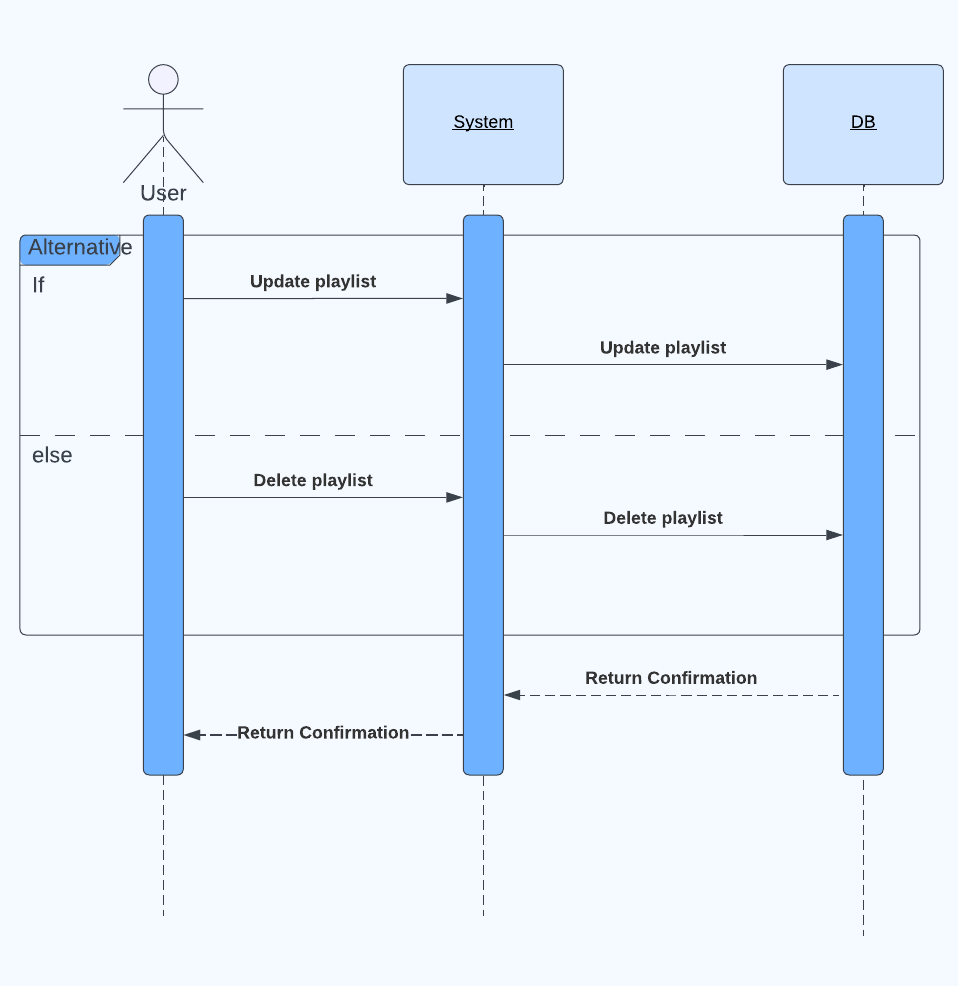 System
DB
User
Alternative
If
Update playlist
Update playlist
else
Delete playlist
Delete playlist
Return Confirmation
Return Confirmation